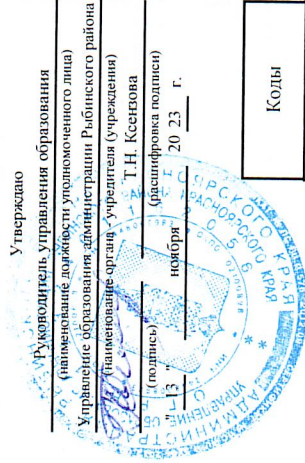 Утверждаю
Руководитель управления образования
(наименование должности уполномоченного лица)
Управление образования администрации Рыбинского района
(наименование органа - учредителя (учреждения)
Т.Н. Ксензова
(подпись) (расшифровка подписи)
" 13 " ноября 20 23 г.
Коды